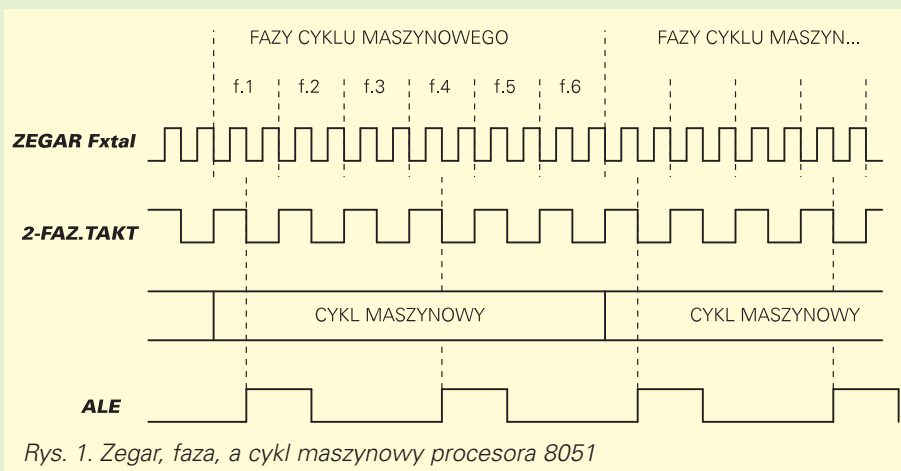 FAZY CYKLU MASZYNOWEGO FAZY CYKLU MASZYN...
f.1 f.2 f.3 f.4 f.5 f.6
ZEGAR Fxtal
2-FAZ.TAKT
CYKL MASZYNOWY CYKL MASZYNOWY
ALE
Rys. 1. Zegar, faza, a cykl maszynowy procesora 8051